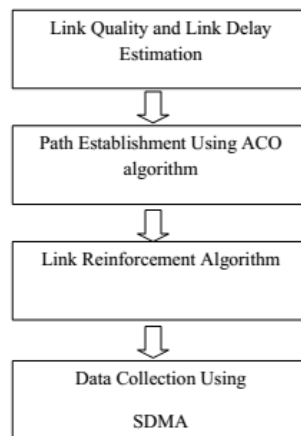 Link Quality and Link Delay
Estimation
Path Establishment Using ACO
algorithm
Link Reinforcement Algorithm
Data Collection Using
SDMA